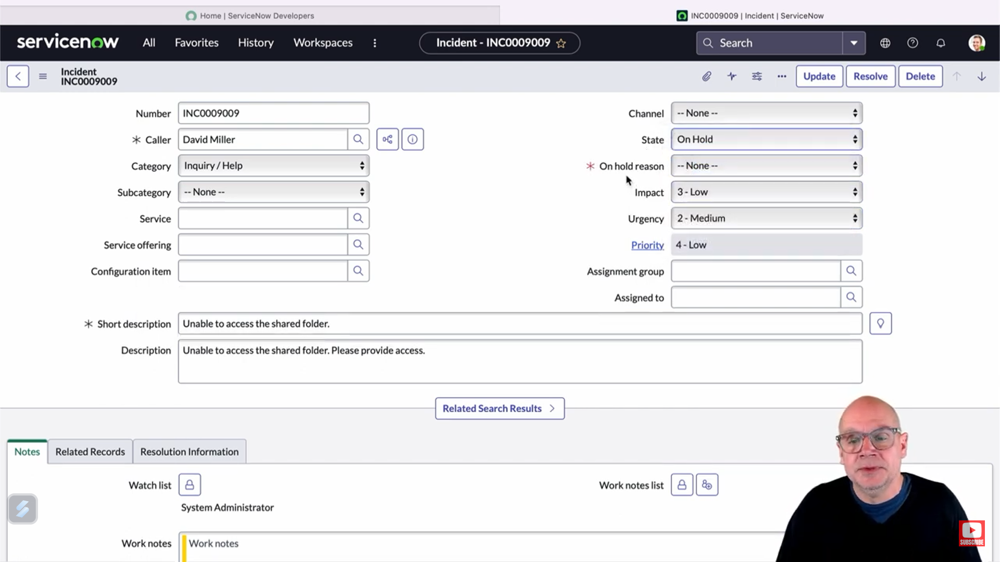 Home | ServiceNow Developers
INC0009009 | Incident | ServiceNow
servicenow All Favorites History Workspaces Incident - INC0009009 Search
Incident
INC0009009
Update Resolve Delete
Number INC0009009 Channel -- None --
* Caller David Miller State On Hold
Category Inquiry / Help * On hold reason -- None --
Subcategory -- None -- Impact 3 - Low
Service Urgency 2 - Medium
Service offering Priority 4 - Low
Configuration item Assignment group
Assigned to
* Short description Unable to access the shared folder.
Description Unable to access the shared folder. Please provide access.
Related Search Results
Notes Related Records Resolution Information
Watch list Work notes list
System Administrator
Work notes Work notes
SUBSCRIBE